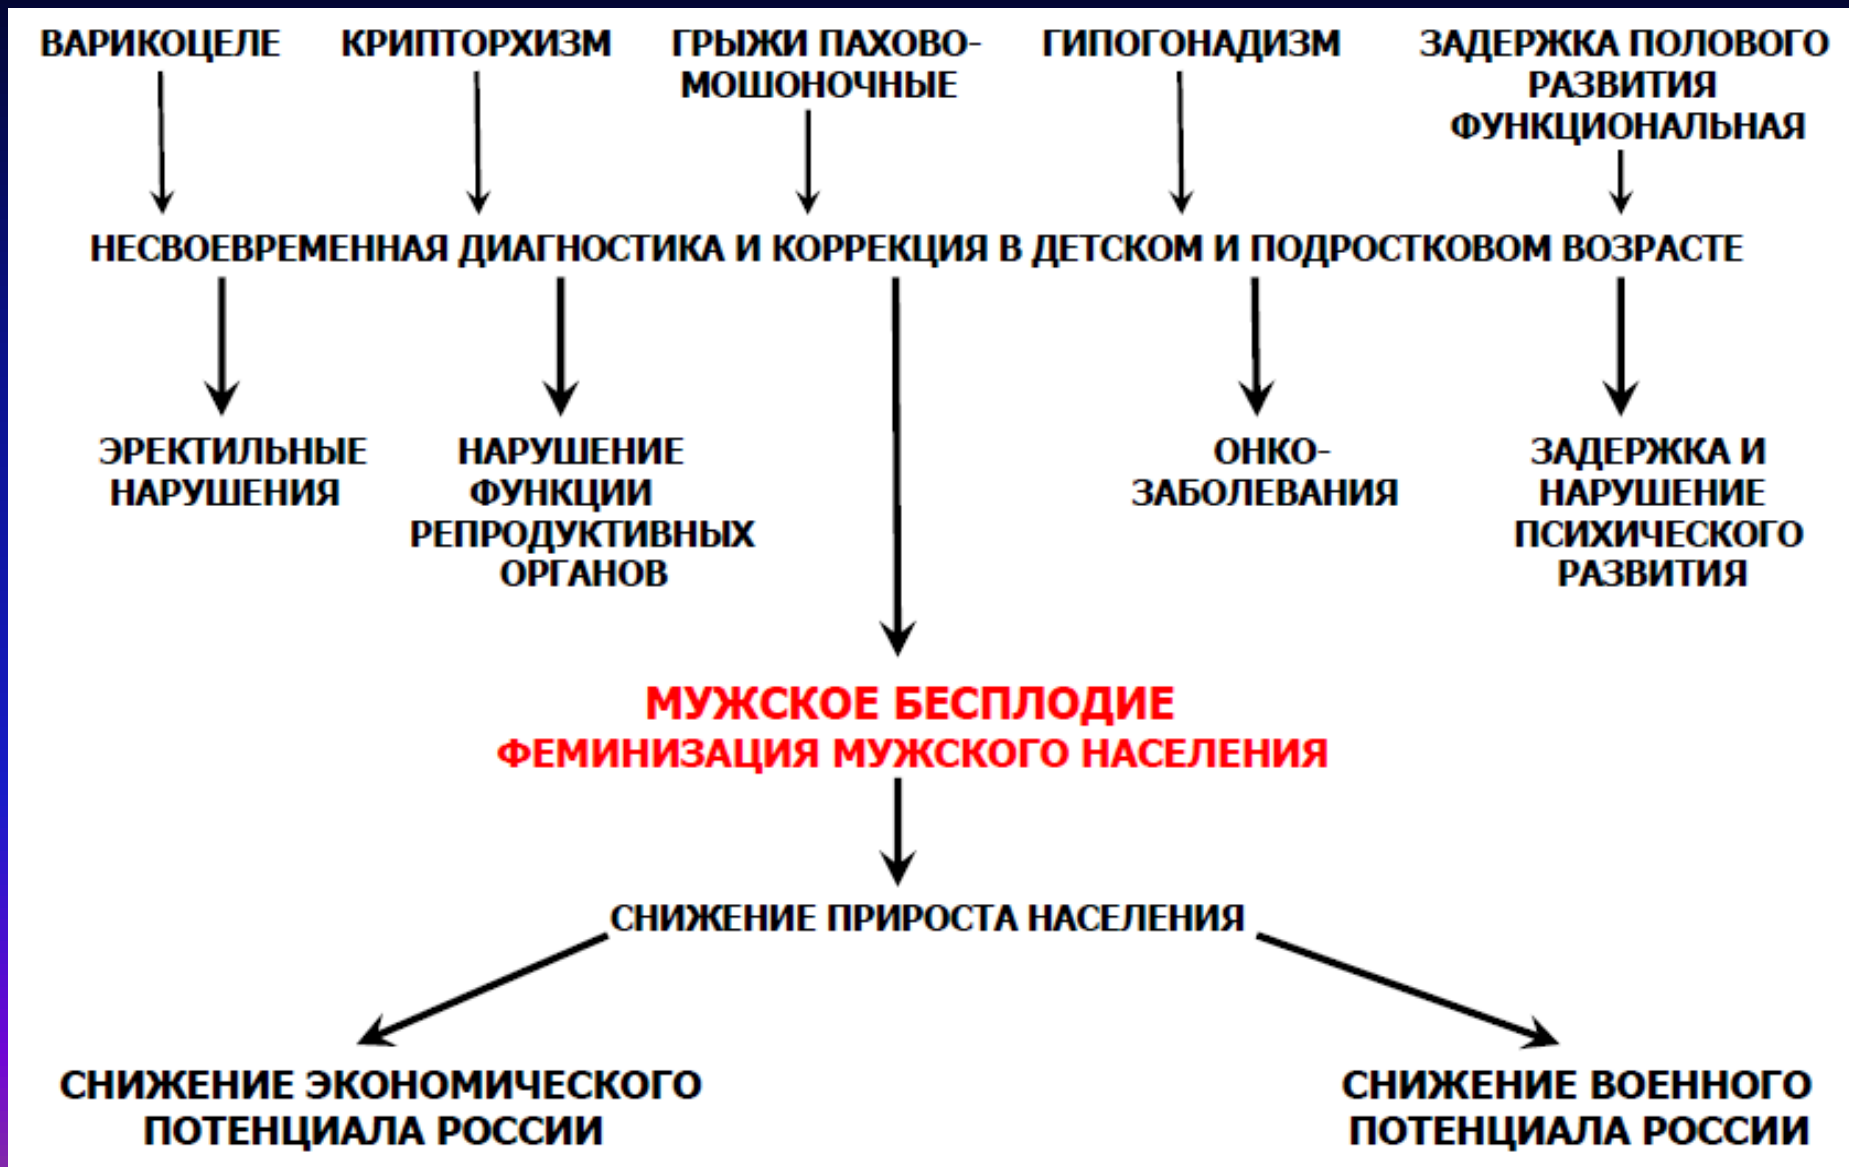 ВАРИКОЦЕЛЕ
КРИПТОРХИЗМ
ГРЫЖИ ПАХОВО-
МОШОНОЧНЫЕ
ГИПОГОНАДИЗМ
ЗАДЕРЖКА ПОЛОВОГО
РАЗВИТИЯ
ФУНКЦИОНАЛЬНАЯ
НЕСВОЕВРЕМЕННАЯ ДИАГНОСТИКА И КОРРЕКЦИЯ В ДЕТСКОМ И ПОДРОСТКОВОМ ВОЗРАСТЕ
ЭРЕКТИЛЬНЫЕ
НАРУШЕНИЯ
НАРУШЕНИЕ
ФУНКЦИИ
РЕПРОДУКТИВНЫХ
ОРГАНОВ
ОНКО-
ЗАБОЛЕВАНИЯ
ЗАДЕРЖКА И
НАРУШЕНИЕ
ПСИХИЧЕСКОГО
РАЗВИТИЯ
МУЖСКОЕ БЕСПЛОДИЕ
ФЕМИНИЗАЦИЯ МУЖСКОГО НАСЕЛЕНИЯ
СНИЖЕНИЕ ПРИРОСТА НАСЕЛЕНИЯ
СНИЖЕНИЕ ЭКОНОМИЧЕСКОГО
ПОТЕНЦИАЛА РОССИИ
СНИЖЕНИЕ ВОЕННОГО
ПОТЕНЦИАЛА РОССИИ